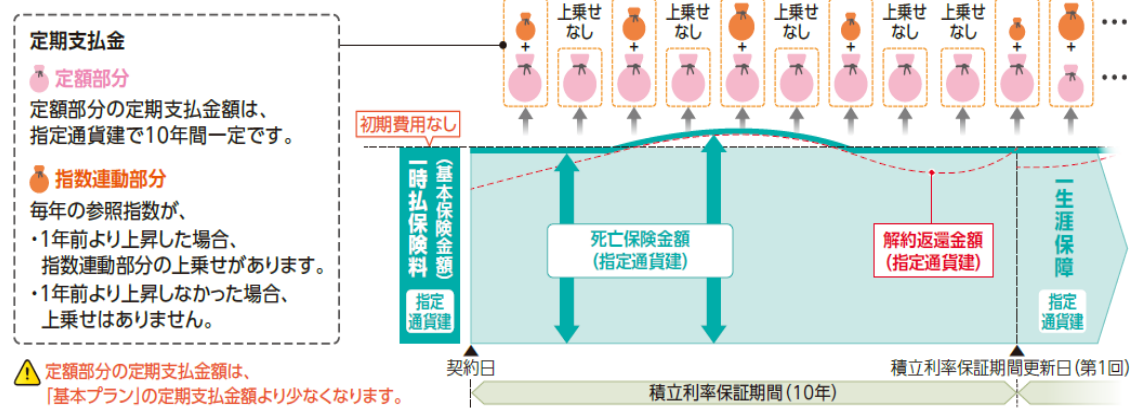 定期支払金
定額部分
定額部分の定期支払金額は、
指定通貨建で10年間一定です。
指数連動部分
毎年の参照指数が、
・1年前より上昇した場合、
指数連動部分の上乗せがあります。
・1年前より上昇しなかった場合、
上乗せはありません。
定額部分の定期支払金額は、
「基本プラン」の定期支払金額より少なくなります。
+
上乗せ
なし
+
上乗せ
なし
+
上乗せ
なし
+
上乗せ
なし
上乗せ
なし
+
+
…
…
初期費用なし
一時払保険料
(基本保険金額)
指定
通貨建
死亡保険金額
(指定通貨建)
解約返還金額
(指定通貨建)
一生涯保障
指定
通貨建
契約日
積立利率保証期間更新日(第1回)
積立利率保証期間(10年)